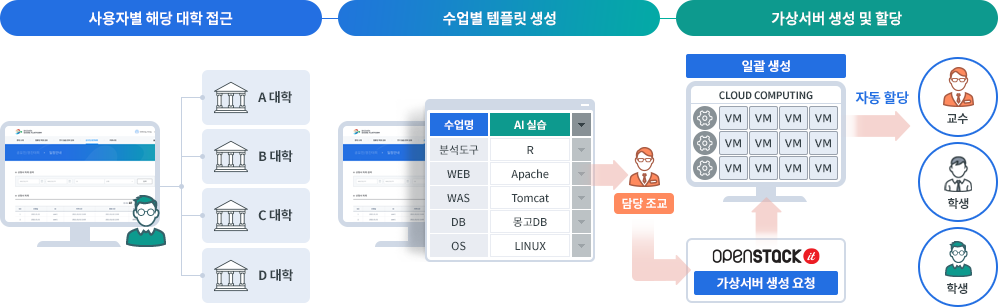 사용자별 해당 대학 접근
수업별 템플릿 생성
가상서버 생성 및 할당
A 대학
B 대학
C 대학
D 대학
수업명 AI 실습
분석도구 R
WEB Apache
WAS Tomcat
DB 몽고DB
OS LINUX
담당 조교
일괄 생성
CLOUD COMPUTING
VM VM VM VM
VM VM VM VM
VM VM VM VM
openstack it
가상서버 생성 요청
자동 할당
교수
학생
학생